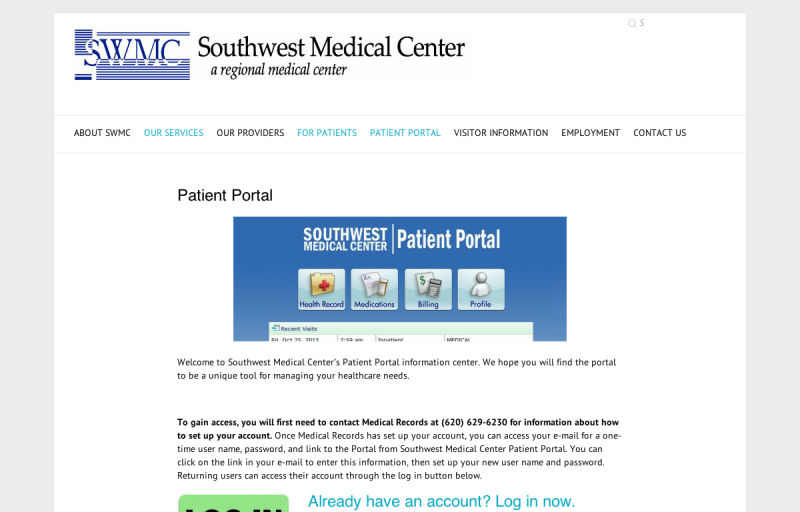 SWMC Southwest Medical Center
a regional medical center
S
ABOUT SWMC OUR SERVICES OUR PROVIDERS FOR PATIENTS PATIENT PORTAL VISITOR INFORMATION EMPLOYMENT CONTACT US
Patient Portal
SOUTHWEST MEDICAL CENTER Patient Portal
Health Record Medications Billing Profile
Recent Visits
Fri, Oct 25, 2013 7:59 am Inpatient MEDICAL
Welcome to Southwest Medical Center's Patient Portal information center. We hope you will find the portal
to be a unique tool for managing your healthcare needs.
To gain access, you will first need to contact Medical Records at (620) 629-6230 for information about how
to set up your account. Once Medical Records has set up your account, you can access your e-mail for a one-
time user name, password, and link to the Portal from Southwest Medical Center Patient Portal. You can
click on the link in your e-mail to enter this information, then set up your new user name and password.
Returning users can access their account through the log in button below.
LOG IN Already have an account? Log in now.